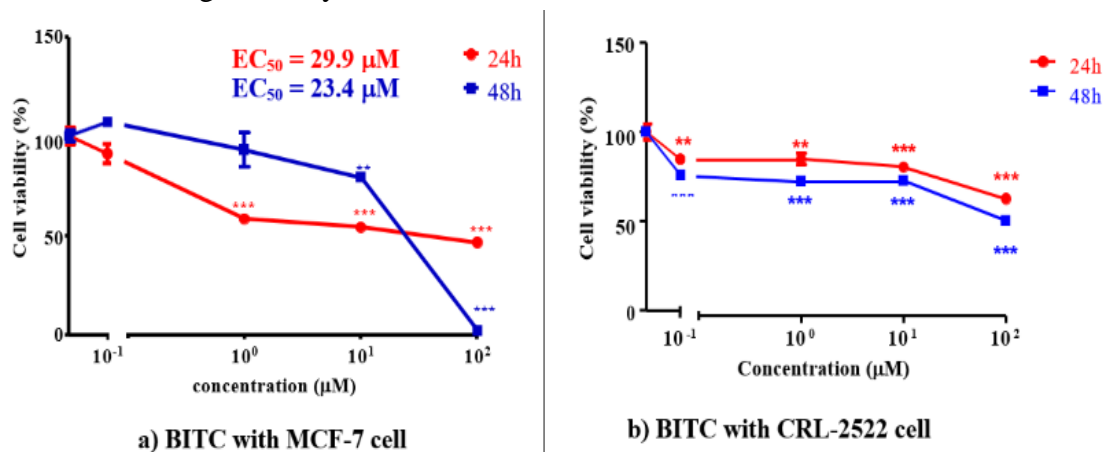 150
EC50 = 29.9 µM
EC50 = 23.4 µM
24h
48h
Cell viability (%)
100
50
0
**
***
***
***
***
10-1
100
101
102
concentration (µM)
a) BITC with MCF-7 cell
150
24h
48h
Cell viability (%)
100
50
0
**
**
***
***
***
***
***
***
10-1
100
101
102
Concentration (µM)
b) BITC with CRL-2522 cell